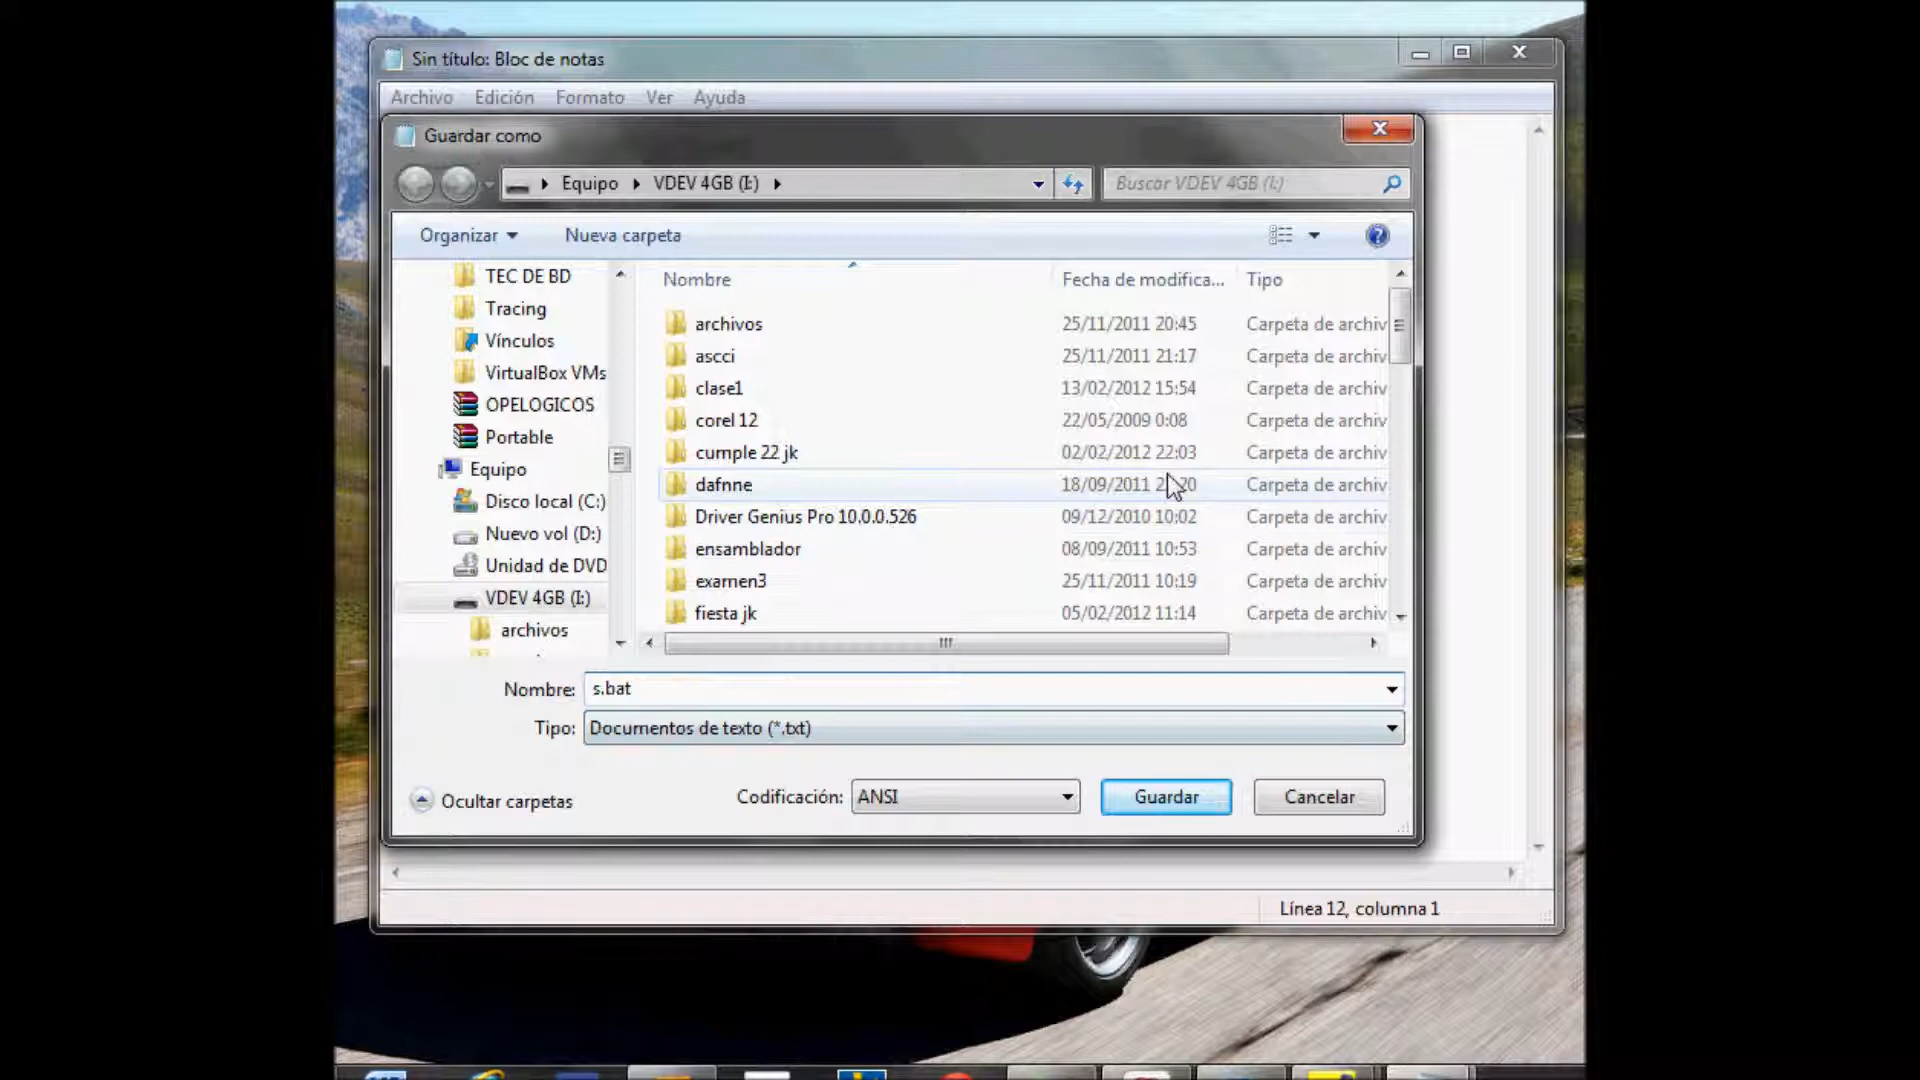 Sin título: Bloc de notas
Archivo Edición Formato Ver Ayuda
Guardar como
Equipo VDEV 4GB (I:)
Buscar VDEV 4GB (I:)
Organizar Nueva carpeta
TEC DE BD
Tracing
Vínculos
VirtualBox VMs
OPELOGICOS
Portable
Equipo
Disco local (C:)
Nuevo vol (D:)
Unidad de DVD
VDEV 4GB (I:)
archivos
Nombre Fecha de modifica... Tipo
archivos 25/11/2011 20:45 Carpeta de archiv
ascci 25/11/2011 21:17 Carpeta de archiv
clase1 13/02/2012 15:54 Carpeta de archiv
corel 12 22/05/2009 0:08 Carpeta de archiv
cumple 22 jk 02/02/2012 22:03 Carpeta de archiv
dafnne 18/09/2011 Carpeta de archiv
Driver Genius Pro 10.0.0.526 09/12/2010 10:02 Carpeta de archiv
ensamblador 08/09/2011 10:53 Carpeta de archiv
examen3 25/11/2011 10:19 Carpeta de archiv
fiesta jk 05/02/2012 11:14 Carpeta de archiv
Nombre: s.bat
Tipo: Documentos de texto (*.txt)
Ocultar carpetas
Codificación: ANSI
Guardar
Cancelar
Línea 12, columna 1